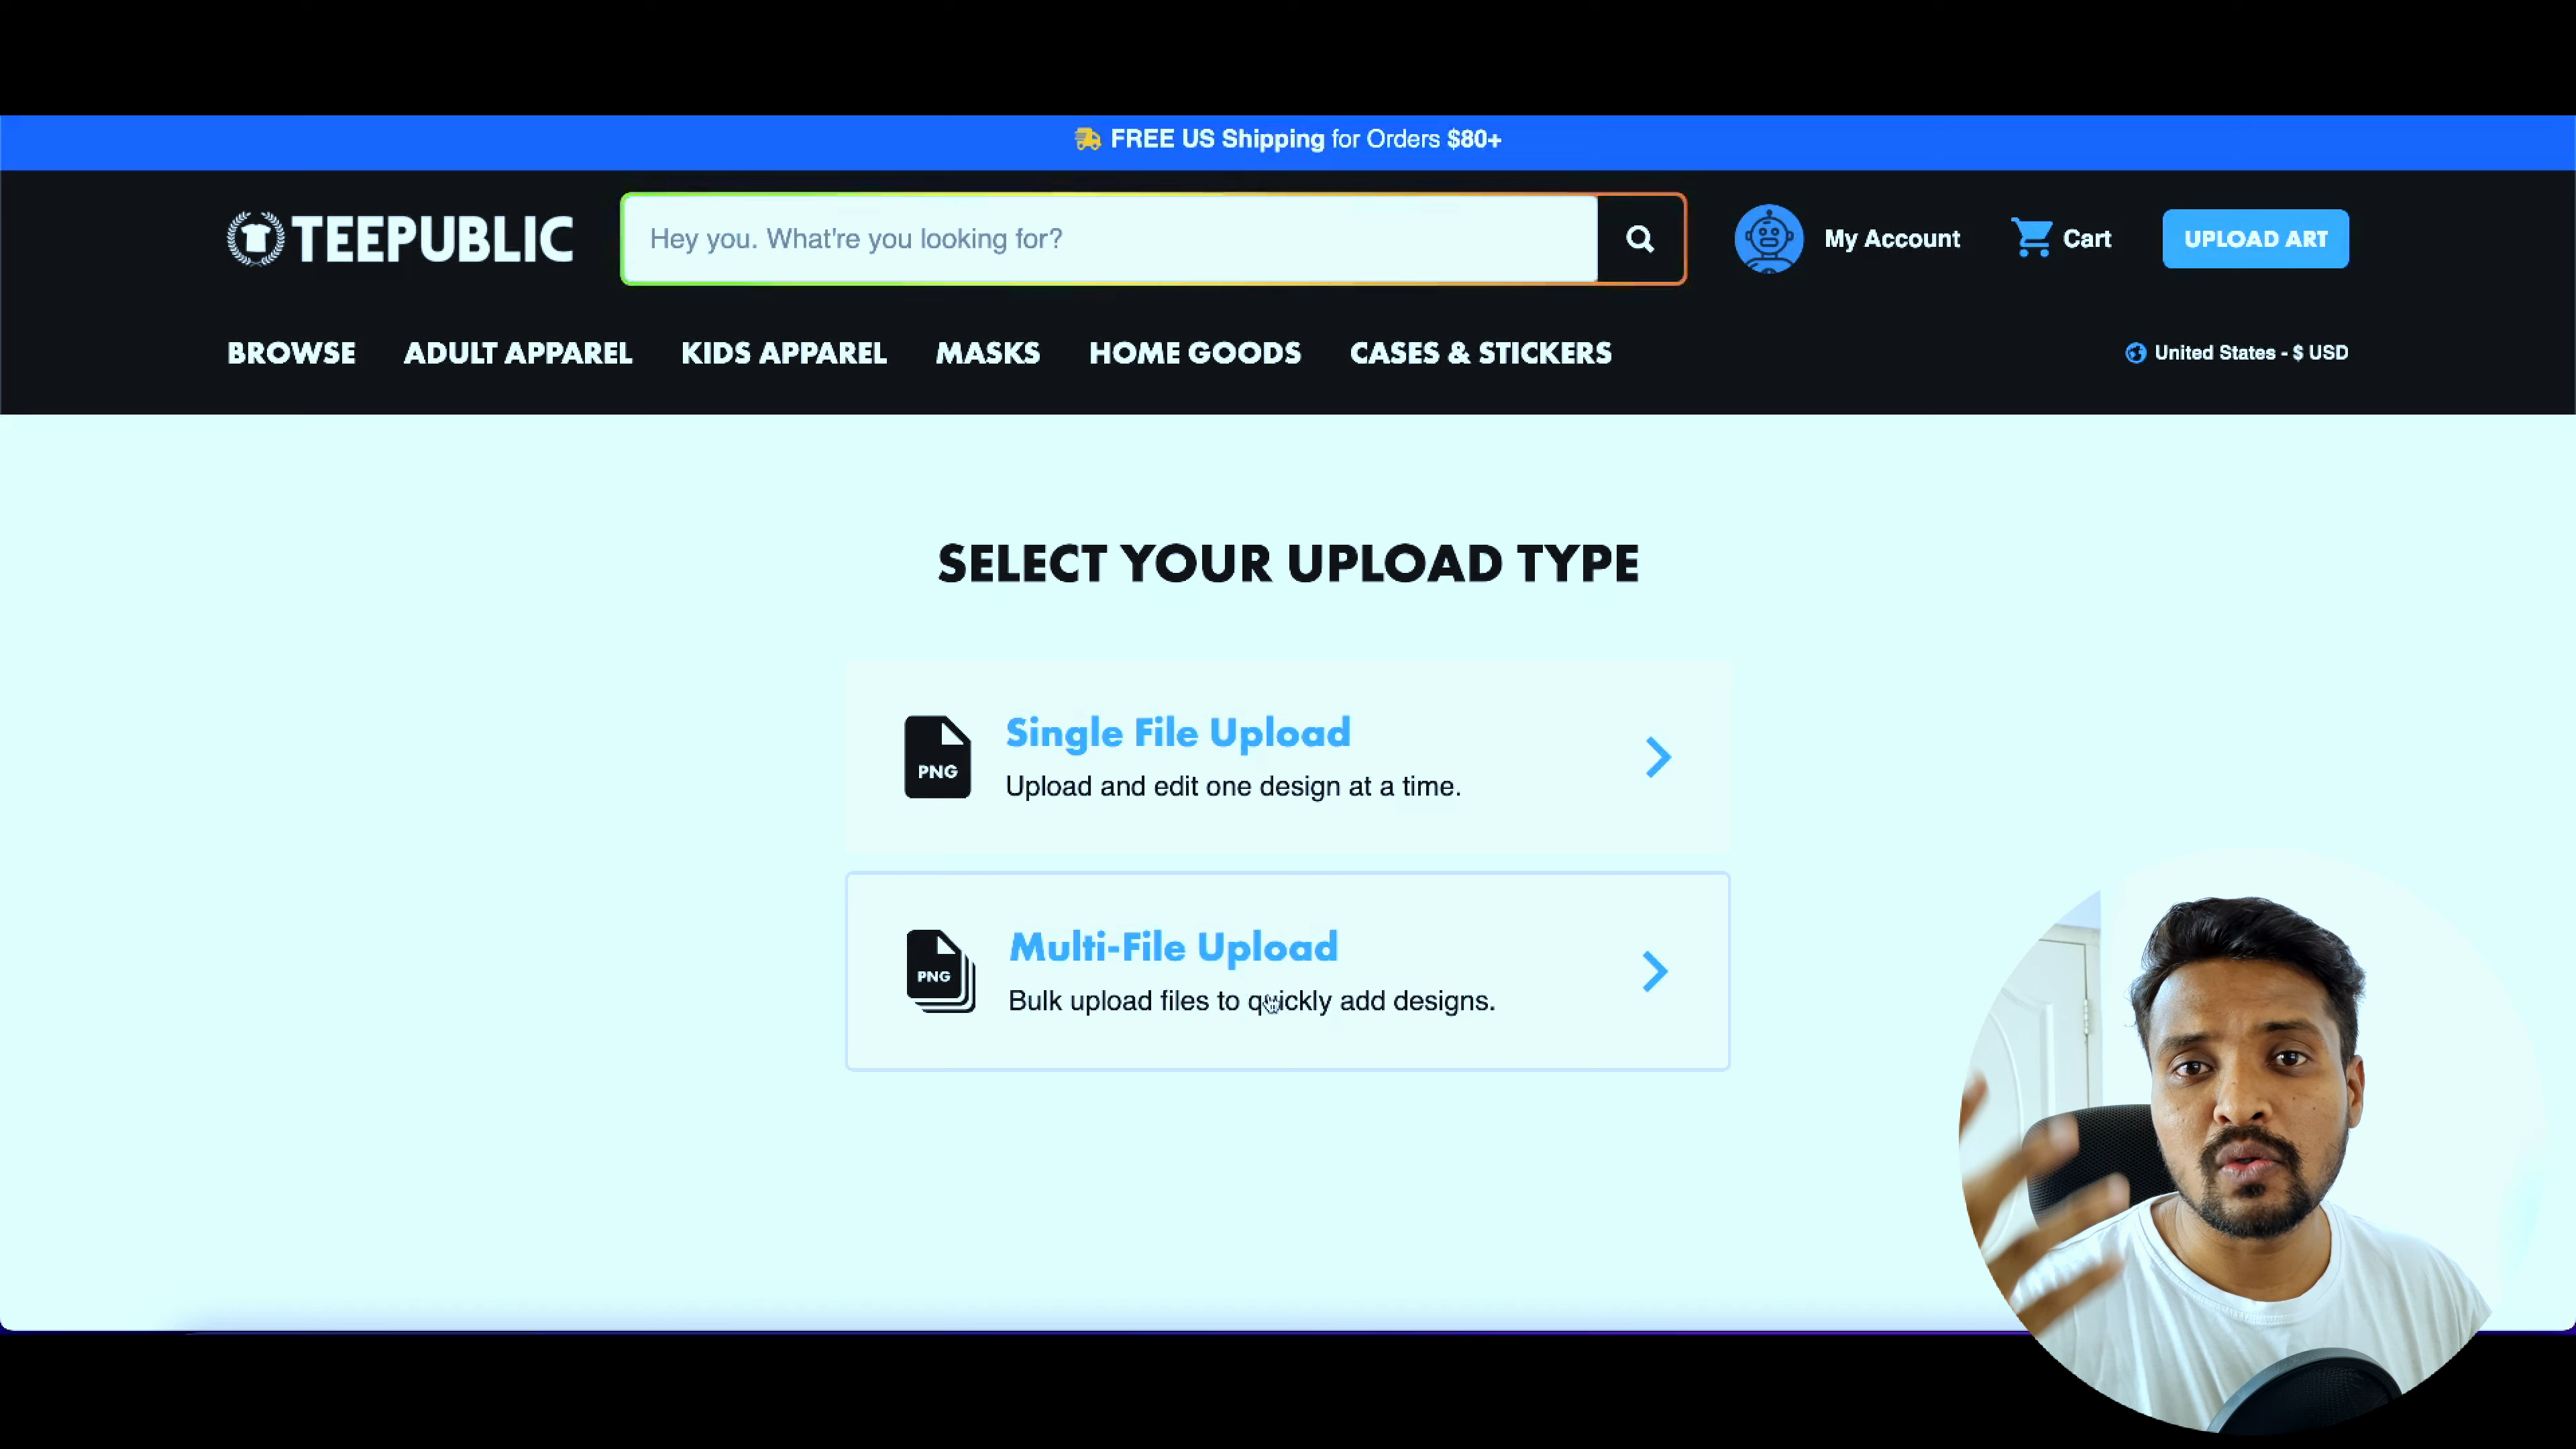 FREE US Shipping for Orders $80+
TEEPUBLIC
Hey you. What're you looking for?
My Account
Cart
UPLOAD ART
BROWSE
ADULT APPAREL
KIDS APPAREL
MASKS
HOME GOODS
CASES & STICKERS
United States - $ USD
SELECT YOUR UPLOAD TYPE
PNG
Single File Upload
Upload and edit one design at a time.
PNG
Multi-File Upload
Bulk upload files to quickly add designs.